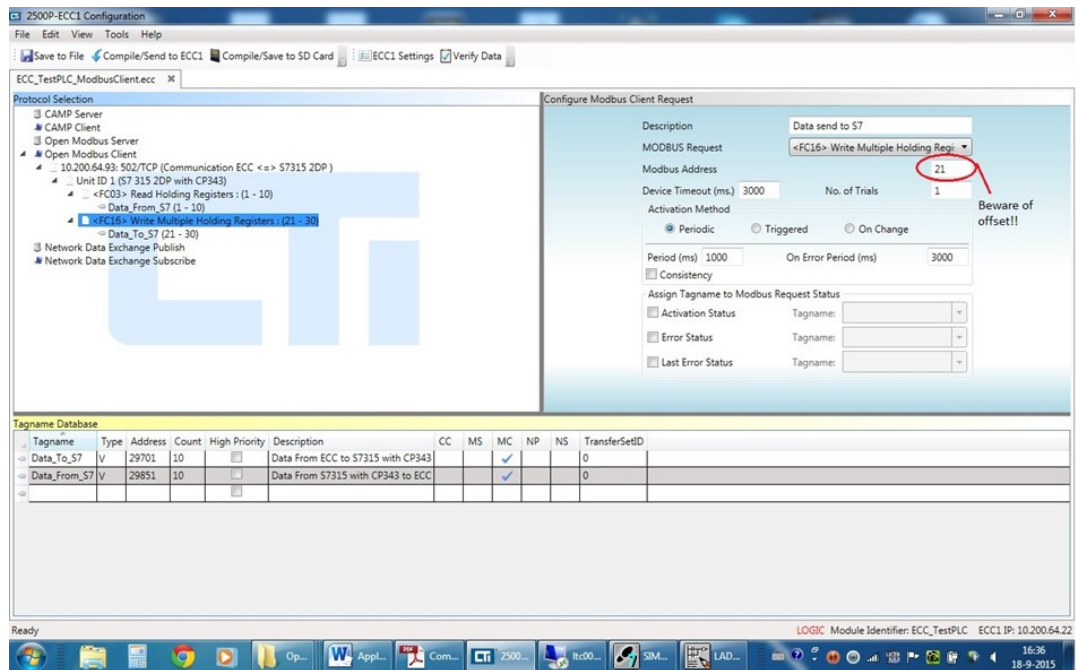 2500P-ECC1 Configuration
File Edit View Tools Help
Save to File Compile/Send to ECC1 Compile/Save to SD Card ECC1 Settings Verify Data
ECC_TestPLC_ModbusClient.ecc
Protocol Selection
CAMP Server
CAMP Client
Open Modbus Server
Open Modbus Client
10.200.64.93: 502/TCP (Communication ECC <=> S7315 2DP )
Unit ID 1 (S7 315 2DP with CP343)
<FC03> Read Holding Registers : (1 - 10)
Data_From_S7 (1 - 10)
<FC16> Write Multiple Holding Registers : (21 - 30)
Data_To_S7 (21 - 30)
Network Data Exchange Publish
Network Data Exchange Subscribe
CTi
Configure Modbus Client Request
Description Data send to S7
MODBUS Request <FC16> Write Multiple Holding Regi
Modbus Address 21
Device Timeout (ms.) 3000 No. of Trials 1
Beware of
offset!!
Activation Method
Periodic Triggered On Change
Period (ms) 1000 On Error Period (ms) 3000
Consistency
Assign Tagname to Modbus Request Status
Activation Status Tagname:
Error Status Tagname:
Last Error Status Tagname:
Tagname Database
Tagname Type Address Count High Priority Description CC MS MC NP NS TransferSetID
Data_To_S7 V 29701 10 Data From ECC to S7315 with CP343 0
Data_From_S7 V 29851 10 Data From S7315 with CP343 to ECC 0
Ready LOGIC Module Identifier: ECC_TestPLC ECC1 IP: 10.200.64.22
Op... Appl... Com... CTi 2500... ltc00... SIM... LAD... 16:36
18-9-2015